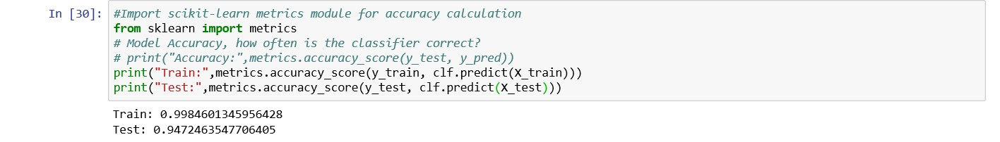 In [30]: #Import scikit-learn metrics module for accuracy calculation
from sklearn import metrics
# Model Accuracy, how often is the classifier correct?
# print("Accuracy:",metrics.accuracy_score(y_test, y_pred))
print("Train:",metrics.accuracy_score(y_train, clf.predict(X_train)))
print("Test:",metrics.accuracy_score(y_test, clf.predict(X_test)))
Train: 0.9984601345956428
Test: 0.9472463547706405